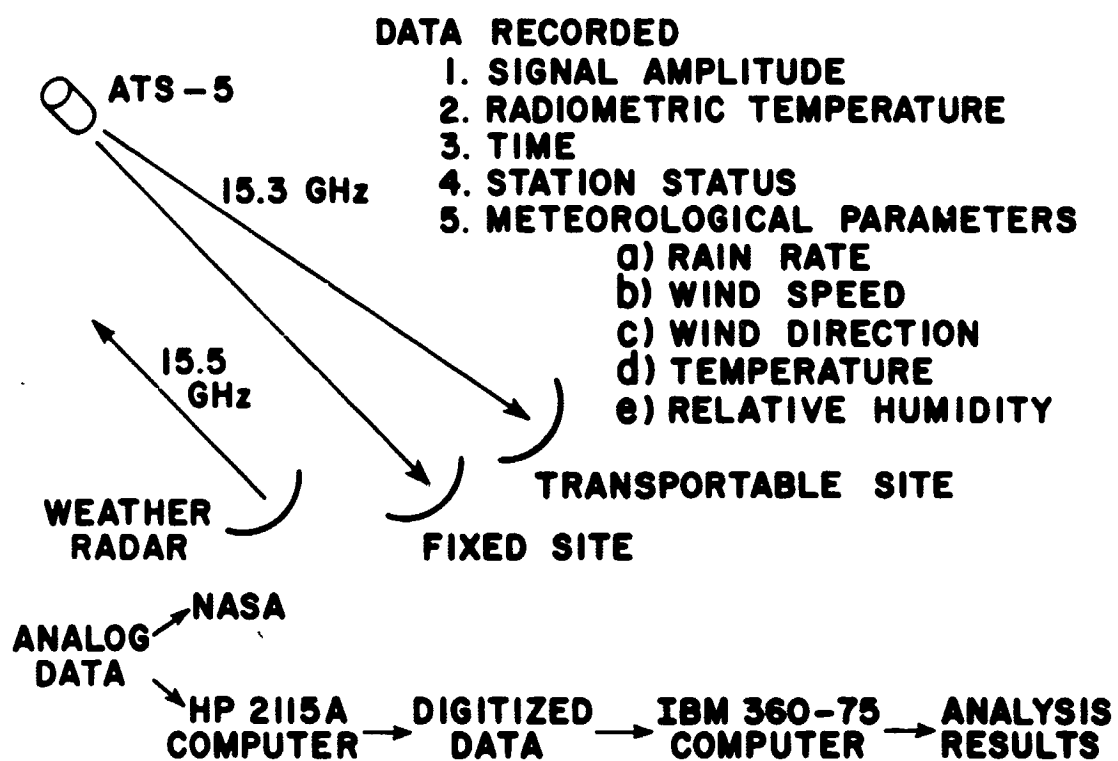 DATA RECORDED
1. SIGNAL AMPLITUDE
2. RADIOMETRIC TEMPERATURE
3. TIME
4. STATION STATUS
5. METEOROLOGICAL PARAMETERS
a) RAIN RATE
b) WIND SPEED
c) WIND DIRECTION
d) TEMPERATURE
e) RELATIVE HUMIDITY
ATS-5
15.3 GHz
15.5
GHz
WEATHER
RADAR
FIXED SITE
TRANSPORTABLE SITE
ANALOG
DATA
NASA
HP 2115A
COMPUTER
DIGITIZED
DATA
IBM 360-75
COMPUTER
ANALYSIS
RESULTS